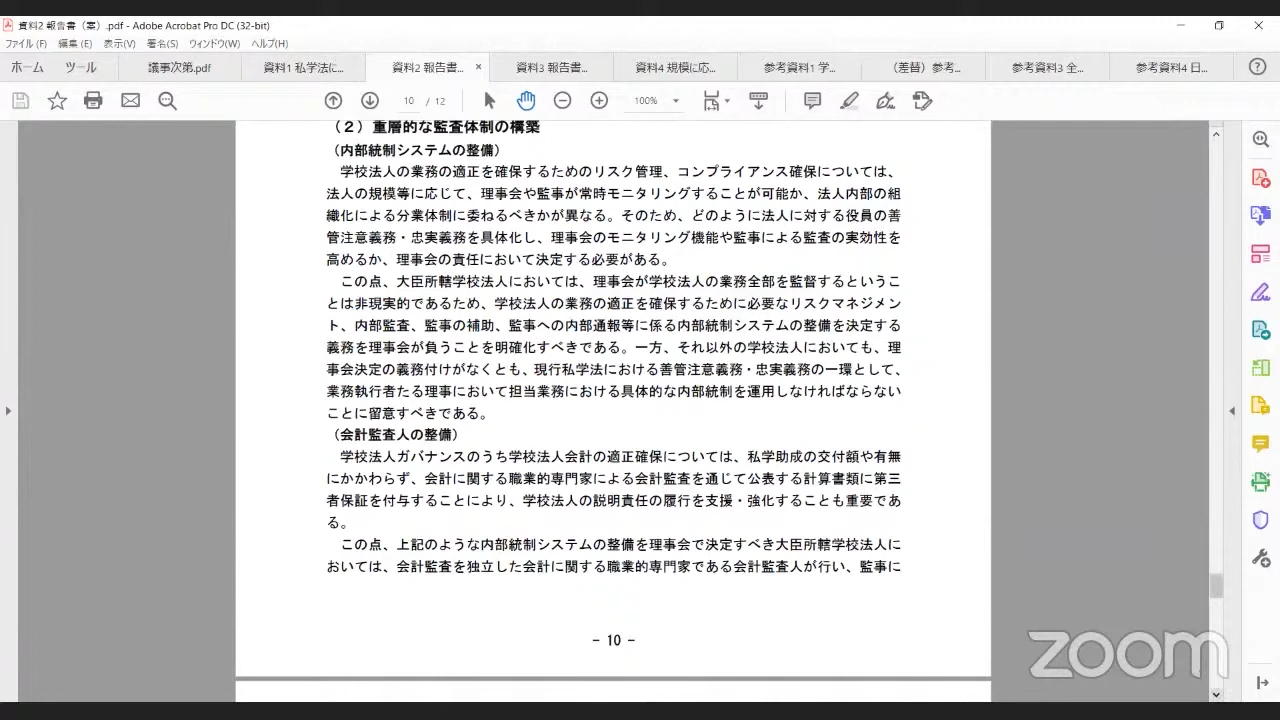 資料2 報告書（案）.pdf - Adobe Acrobat Pro DC (32-bit)
ファイル(F) 編集(E) 表示(V) 署名(S) ウィンドウ(W) ヘルプ(H)
ホーム ツール 議事次第.pdf 資料1 私学法に... 資料2 報告書... × 資料3 報告書... 資料4 規模に応... 参考資料1 学... （差替）参考... 参考資料3 全... 参考資料4 日...
10 / 12 100%
（２）重層的な監査体制の構築
（内部統制システムの整備）
学校法人の業務の適正を確保するためのリスク管理、コンプライアンス確保については、
法人の規模等に応じて、理事会や監事が常時モニタリングすることが可能か、法人内部の組
織化による分業体制に委ねるべきかが異なる。そのため、どのように法人に対する役員の善
管注意義務・忠実義務を具体化し、理事会のモニタリング機能や監事による監査の実効性を
高めるか、理事会の責任において決定する必要がある。
この点、大臣所轄学校法人においては、理事会が学校法人の業務全部を監督するというこ
とは非現実的であるため、学校法人の業務の適正を確保するために必要なリスクマネジメン
ト、内部監査、監事の補助、監事への内部通報等に係る内部統制システムの整備を決定する
義務を理事会が負うことを明確化すべきである。一方、それ以外の学校法人においても、理
事会決定の義務付けがなくとも、現行私学法における善管注意義務・忠実義務の一環として、
業務執行者たる理事において担当業務における具体的な内部統制を運用しなければならない
ことに留意すべきである。
（会計監査人の整備）
学校法人ガバナンスのうち学校法人会計の適正確保については、私学助成の交付額や有無
にかかわらず、会計に関する職業的専門家による会計監査を通じて公表する計算書類に第三
者保証を付与することにより、学校法人の説明責任の履行を支援・強化することも重要であ
る。
この点、上記のような内部統制システムの整備を理事会で決定すべき大臣所轄学校法人に
おいては、会計監査を独立した会計に関する職業的専門家である会計監査人が行い、監事に
－ 10 －
zoom